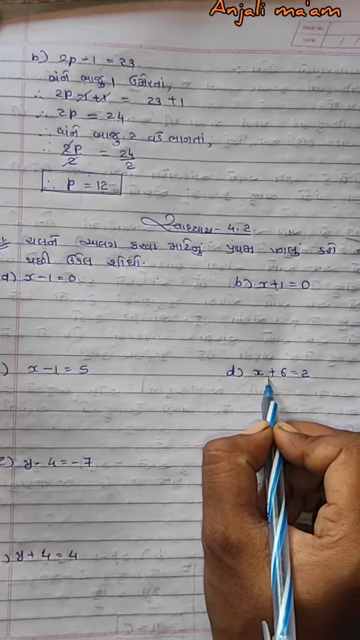 Anjali ma'am
b) 2p - 1 = 23
બંને બાજુ 1 ઉમેરતાં,
∴ 2p - 1 + 1 = 23 + 1
∴ 2p = 24
∴ બંને બાજુ 2 વડે ભાગતાં,
∴ 2p/2 = 24/2
∴ p = 12
સ્વાધ્યાય - 4.2
ચલને અલગ કરવા માટેનું પ્રથમ પગલું કહી
પછી ઉકેલ શોધો.
a) x - 1 = 0 b) x + 1 = 0
) x - 1 = 5 d) x + 6 = 2
e) y - 4 = -7
) y + 4 = 4